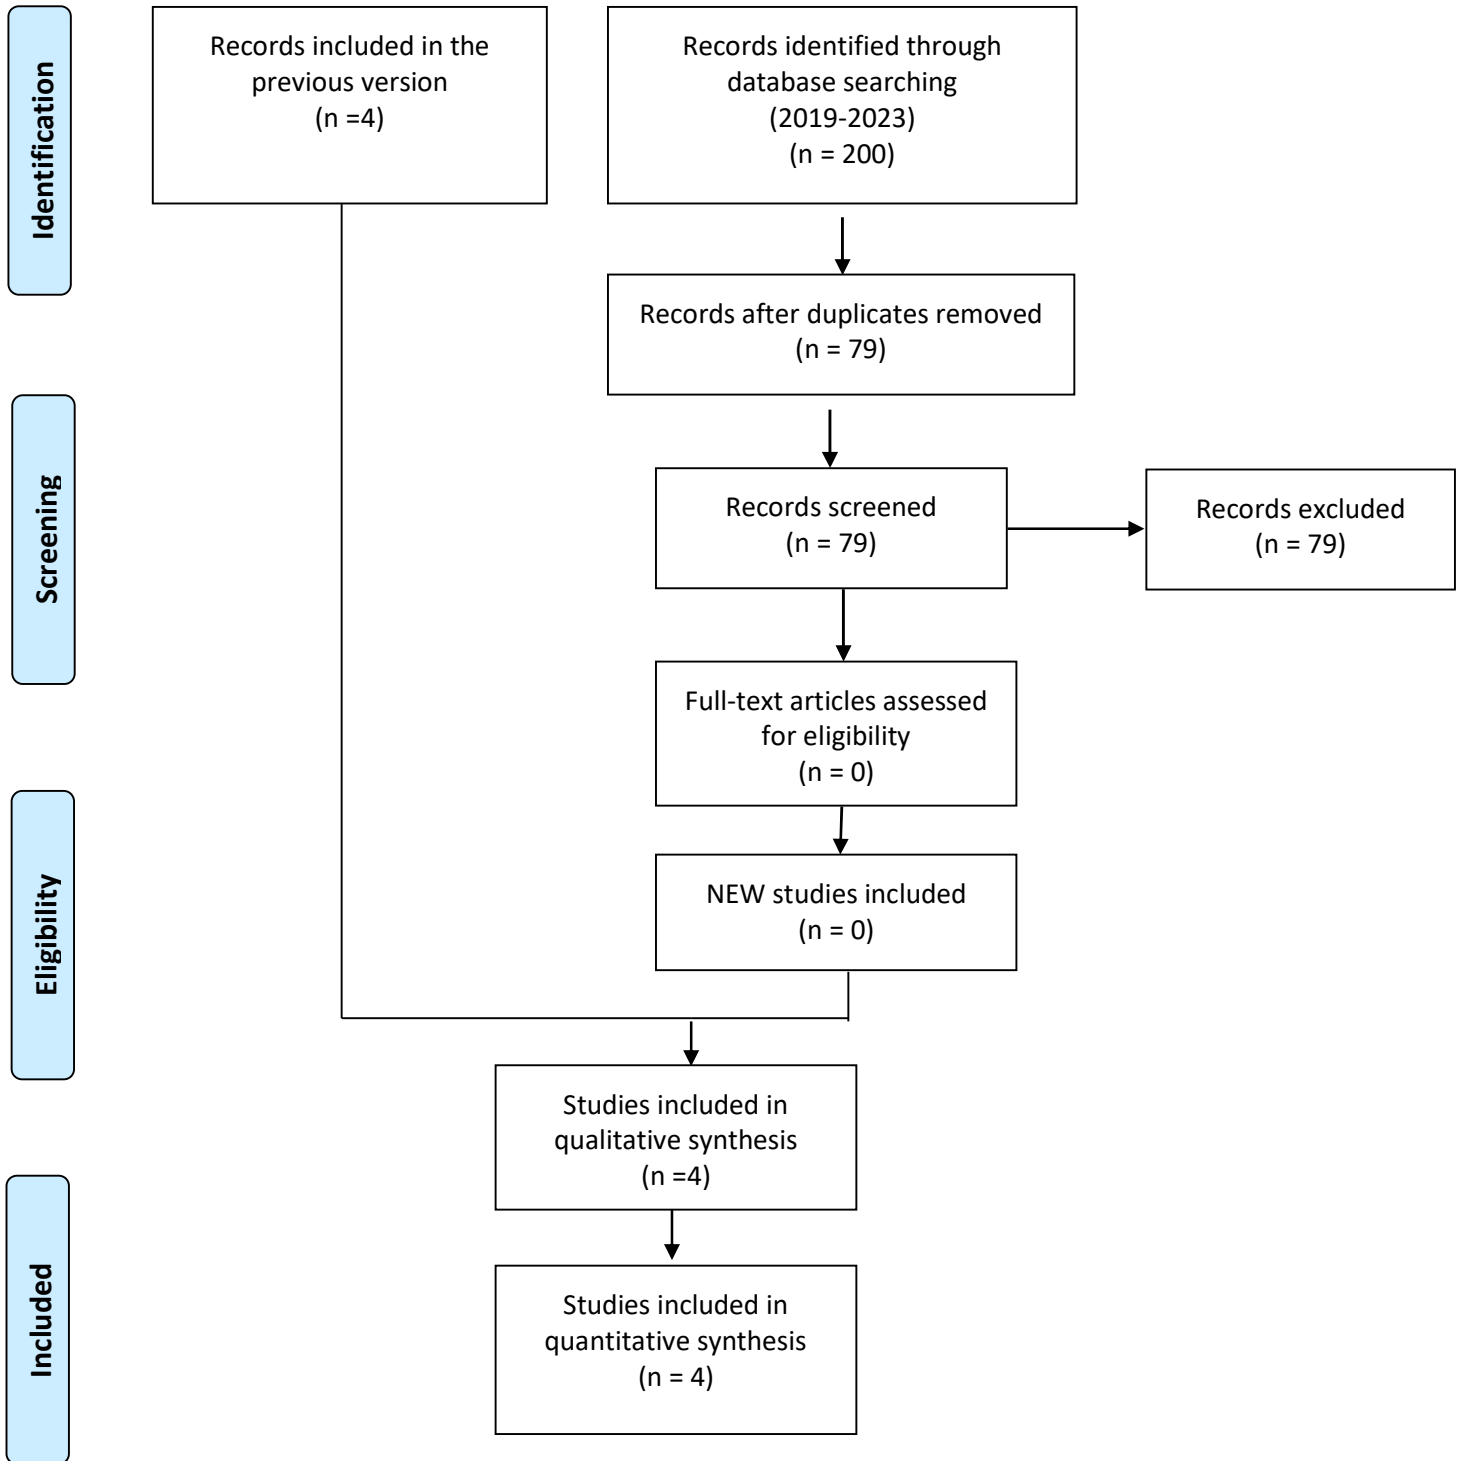 Identification
Records included in the
previous version
(n =4)
Records identified through
database searching
(2019-2023)
(n = 200)
Records after duplicates removed
(n = 79)
Screening
Records screened
(n = 79)
Records excluded
(n = 79)
Full-text articles assessed
for eligibility
(n = 0)
Eligibility
NEW studies included
(n = 0)
Studies included in
qualitative synthesis
(n =4)
Included
Studies included in
quantitative synthesis
(n = 4)